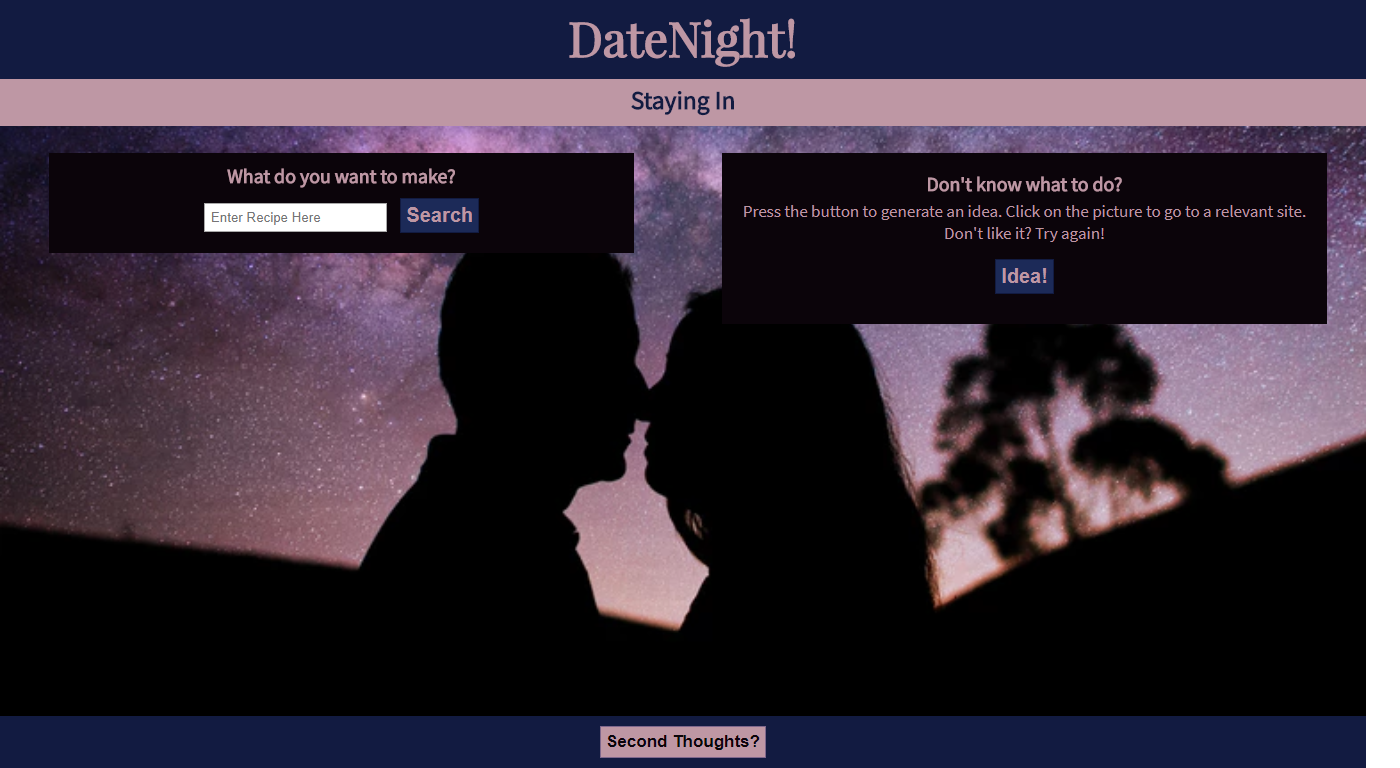 DateNight!
Staying In
What do you want to make?
Enter Recipe Here
Search
Don't know what to do?
Press the button to generate an idea. Click on the picture to go to a relevant site.
Don't like it? Try again!
Idea!
Second Thoughts?